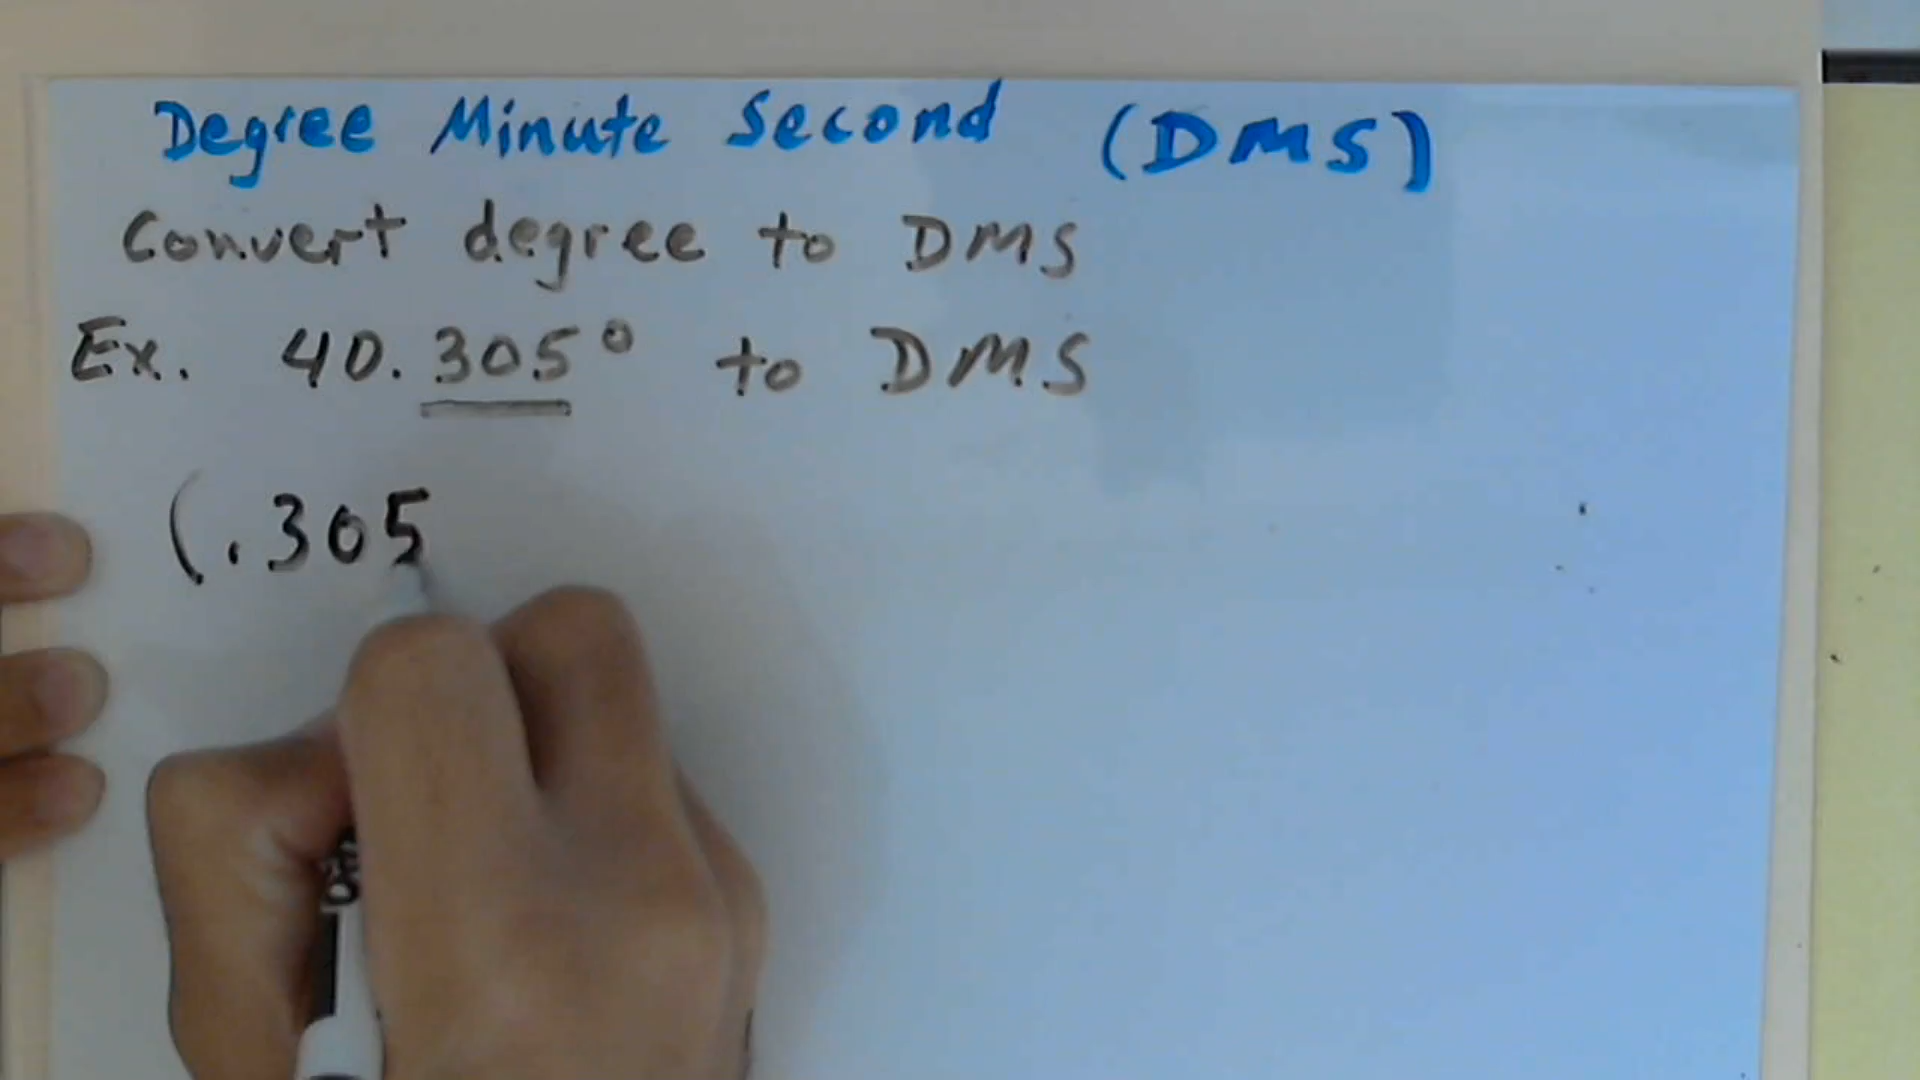 Degree Minute Second (DMS)
Convert degree to DMS
Ex. 40.305° to DMS
(.305